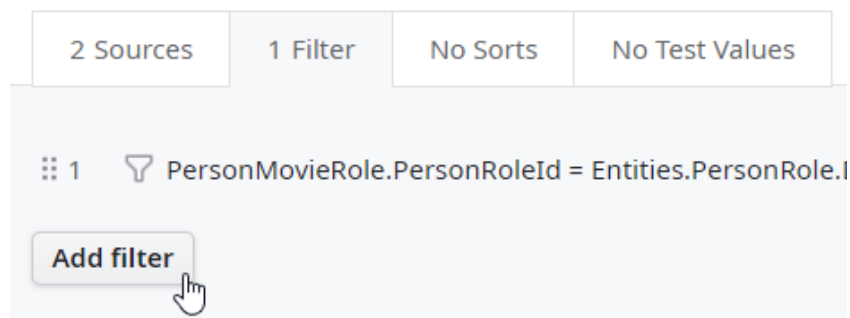 2 Sources 1 Filter No Sorts No Test Values
1 PersonMovieRole.PersonRoleId = Entities.PersonRole.
Add filter